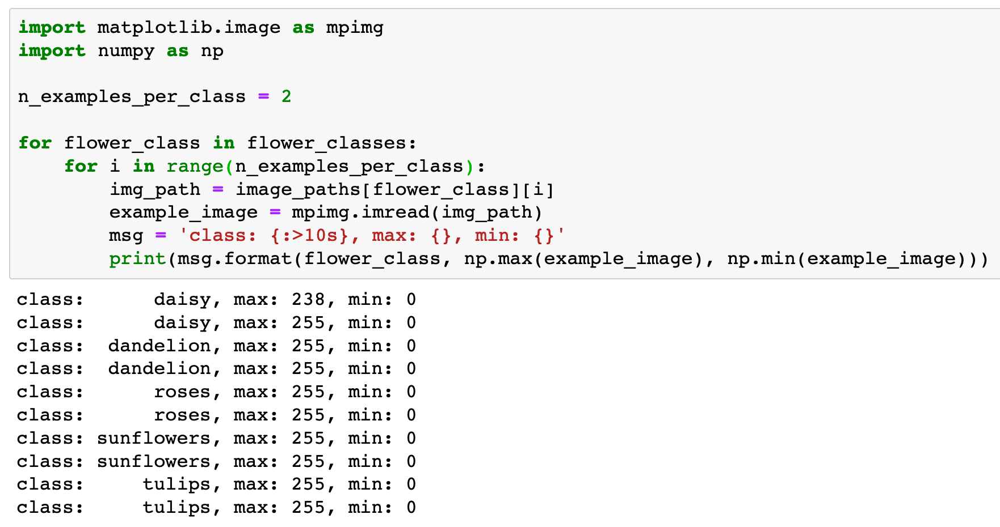 import matplotlib.image as mpimg
import numpy as np

n_examples_per_class = 2

for flower_class in flower_classes:
    for i in range(n_examples_per_class):
        img_path = image_paths[flower_class][i]
        example_image = mpimg.imread(img_path)
        msg = 'class: {:>10s}, max: {}, min: {}'
        print(msg.format(flower_class, np.max(example_image), np.min(example_image)))
class:      daisy, max: 238, min: 0
class:      daisy, max: 255, min: 0
class:  dandelion, max: 255, min: 0
class:  dandelion, max: 255, min: 0
class:      roses, max: 255, min: 0
class:      roses, max: 255, min: 0
class: sunflowers, max: 255, min: 0
class: sunflowers, max: 255, min: 0
class:     tulips, max: 255, min: 0
class:     tulips, max: 255, min: 0